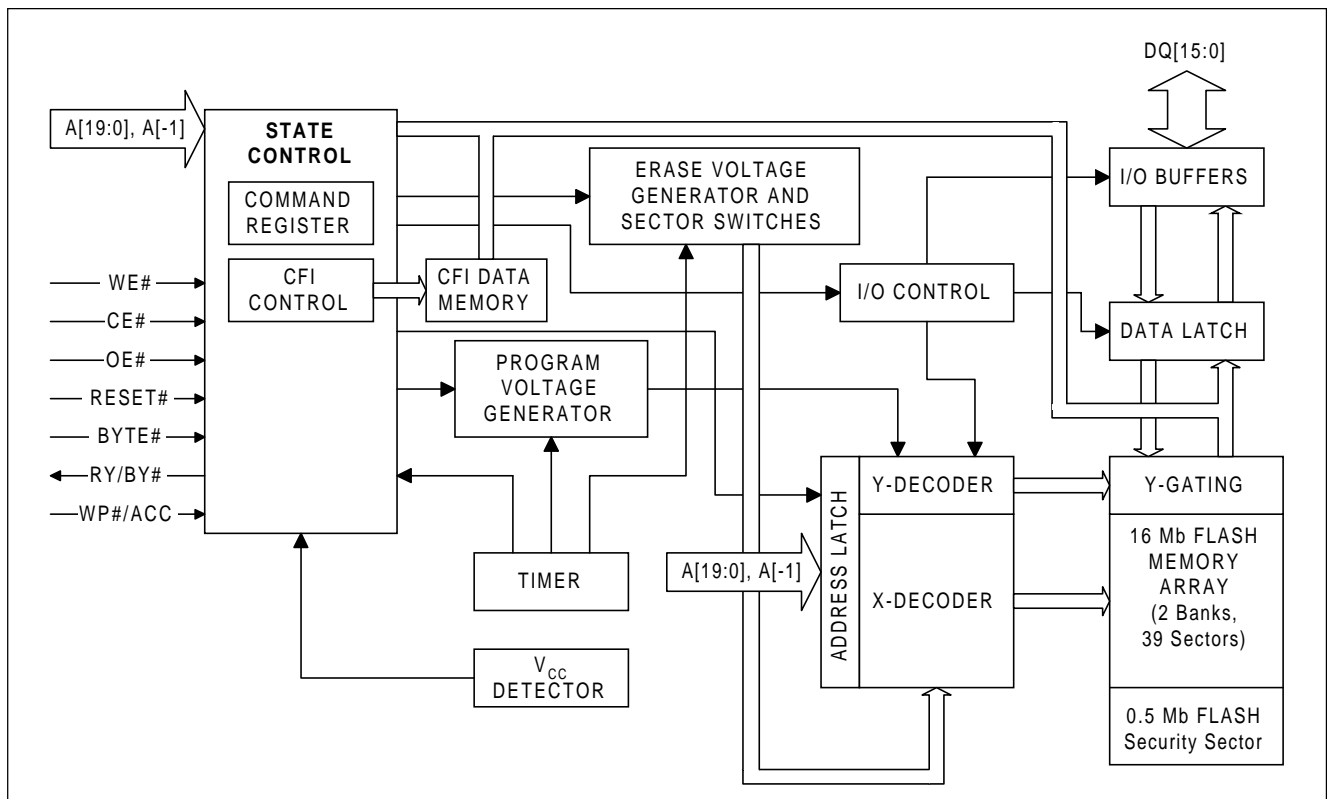 DQ[15:0]
A[19:0], A[-1]
STATE
CONTROL
COMMAND
REGISTER
CFI
CONTROL
CFI DATA
MEMORY
ERASE VOLTAGE
GENERATOR AND
SECTOR SWITCHES
I/O BUFFERS
I/O CONTROL
DATA LATCH
WE#
CE#
OE#
RESET#
BYTE#
RY/BY#
WP#/ACC
PROGRAM
VOLTAGE
GENERATOR
TIMER
VCC
DETECTOR
A[19:0], A[-1]
ADDRESS LATCH
Y-DECODER
X-DECODER
Y-GATING
16 Mb FLASH
MEMORY
ARRAY
(2 Banks,
39 Sectors)
0.5 Mb FLASH
Security Sector